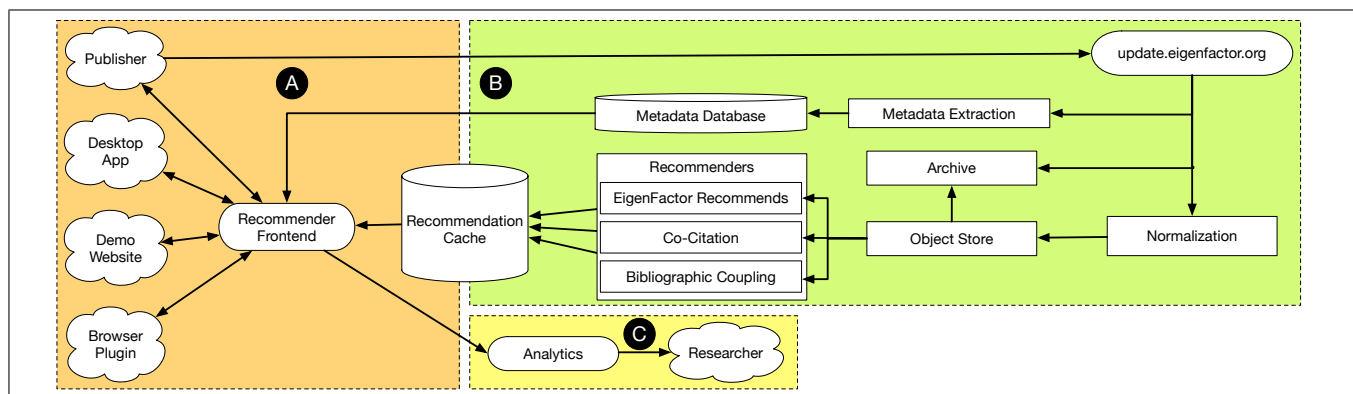 Publisher
update.eigenfactor.org
A
B
Metadata Database
Metadata Extraction
Desktop
App
Recommenders
Archive
EigenFactor Recommends
Recommender
Frontend
Recommendation
Cache
Demo
Website
Co-Citation
Object Store
Normalization
Bibliographic Coupling
Browser
Plugin
Analytics
C
Researcher